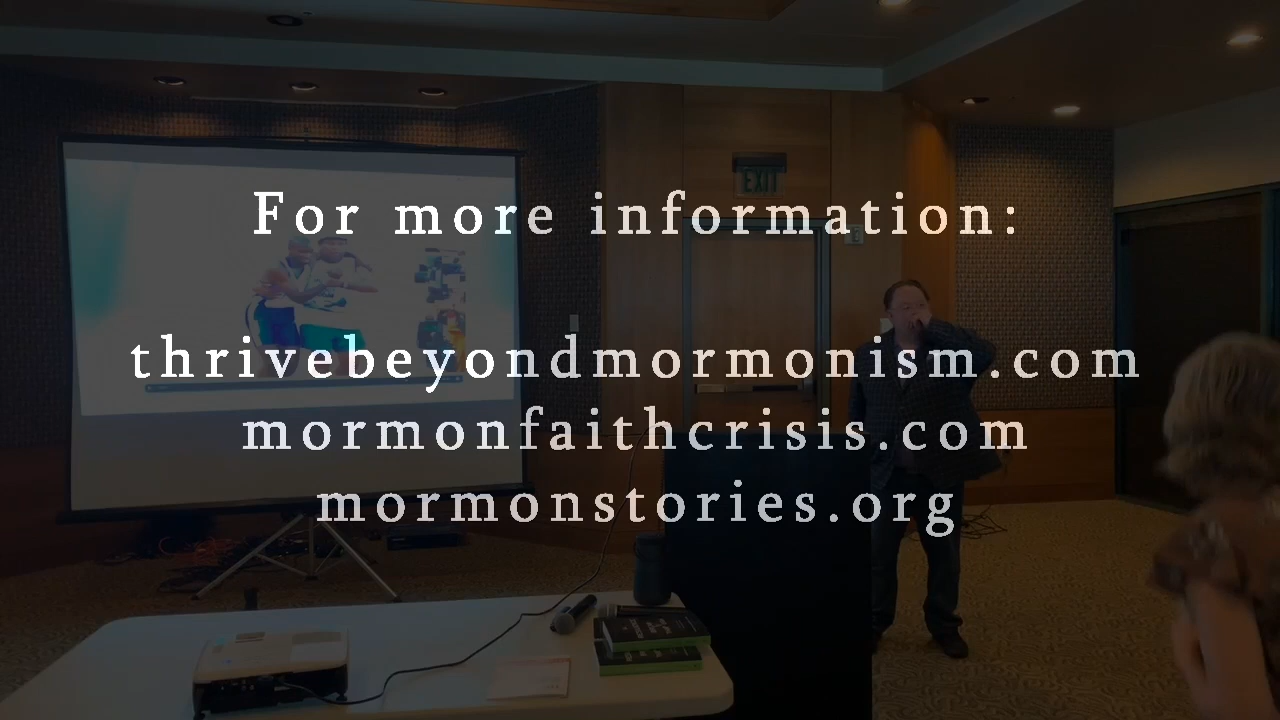 EXIT
For more information:
thrivebeyondmormonism.com
mormonfaithcrisis.com
mormonstories.org